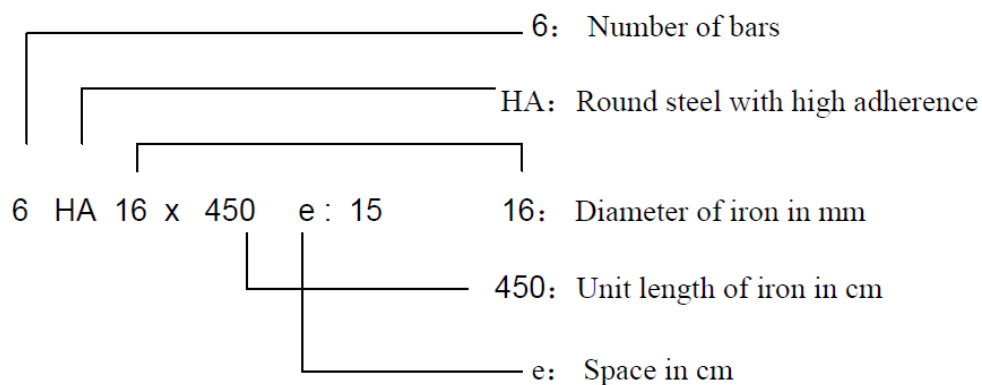 6: Number of bars
HA: Round steel with high adherence
6 HA 16 x 450 e : 15 16: Diameter of iron in mm
450: Unit length of iron in cm
e: Space in cm